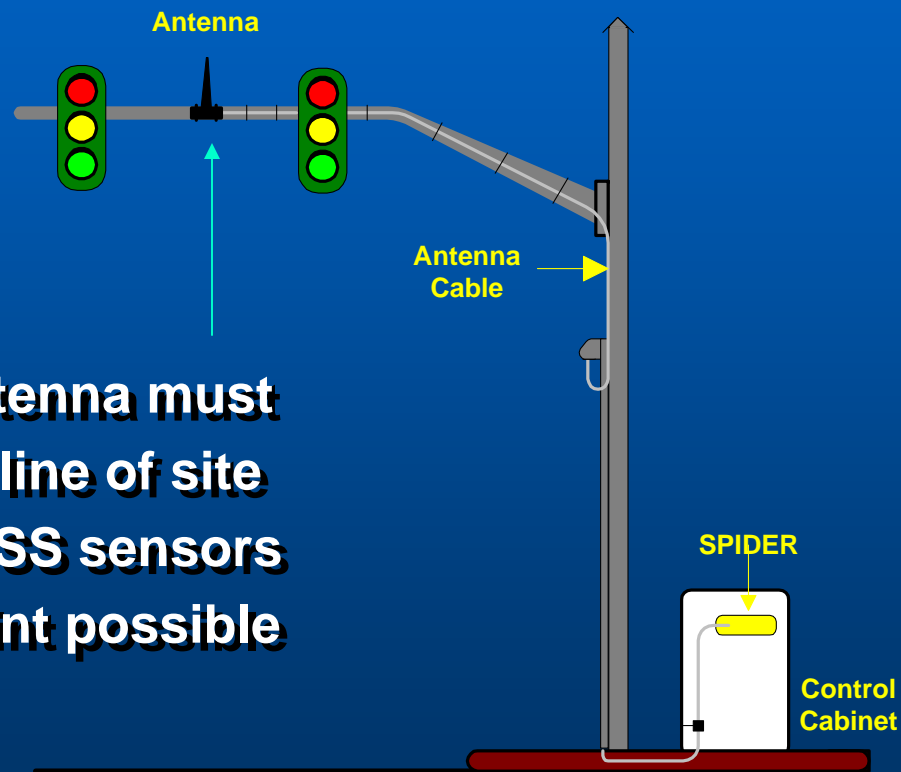 Antenna
Antenna
Cable
tenna must
line of site
SS sensors
nt possible
SPIDER
Control
Cabinet